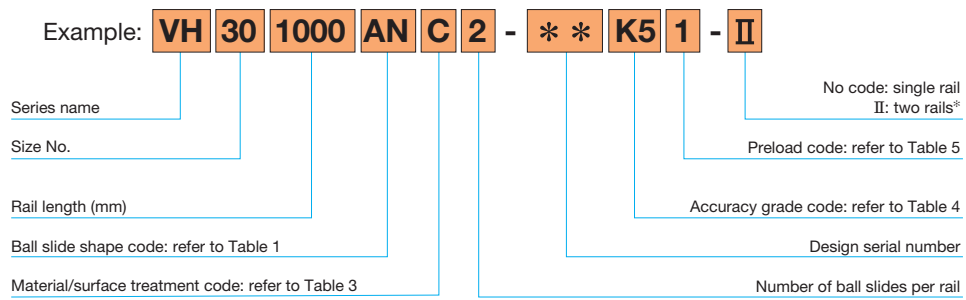 Example: VH 30 1000 AN C 2 - ** K5 1 - Ⅱ
No code: single rail
Series name
Ⅱ: two rails*
Size No.
Preload code: refer to Table 5
Rail length (mm)
Accuracy grade code: refer to Table 4
Ball slide shape code: refer to Table 1
Design serial number
Material/surface treatment code: refer to Table 3
Number of ball slides per rail